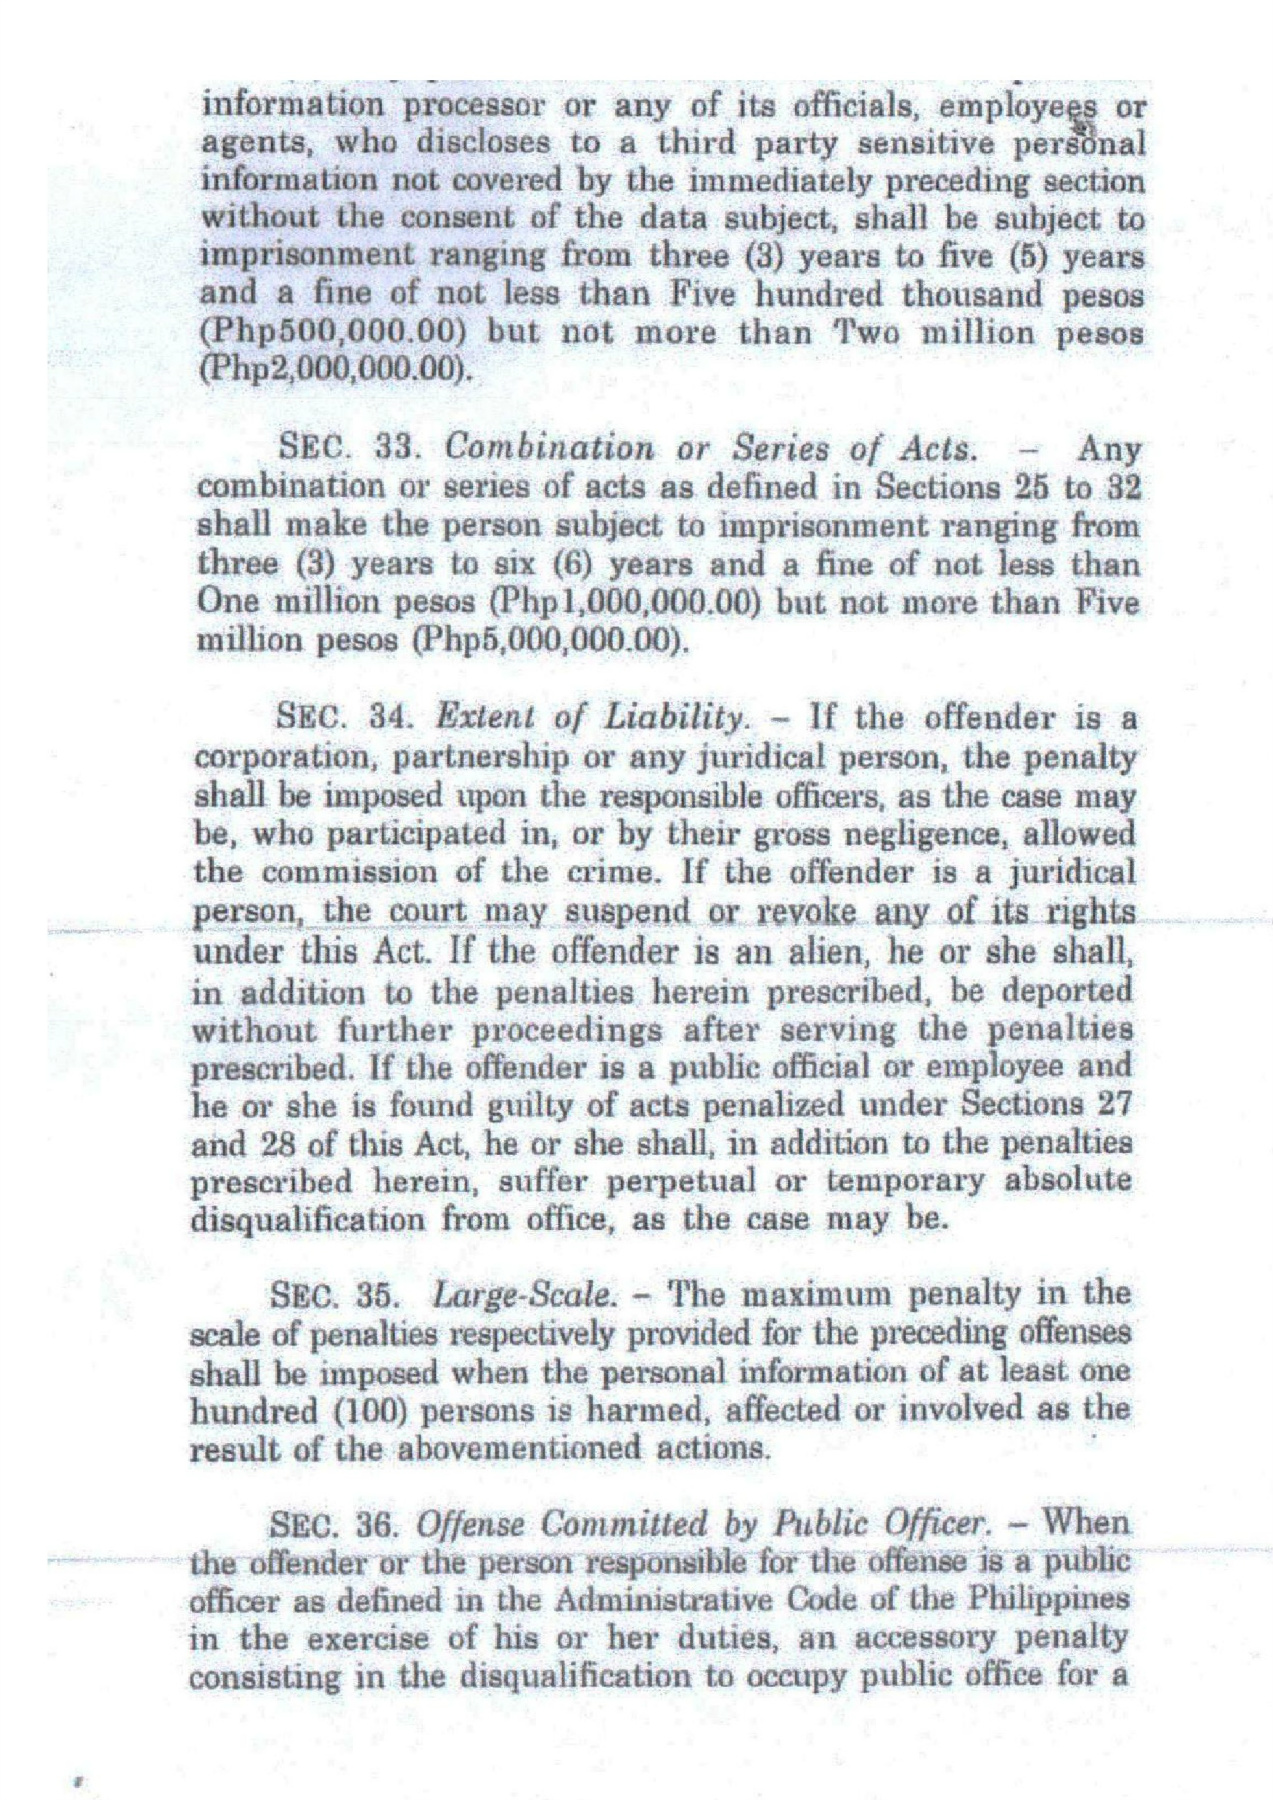 information processor or any of its officials, employees or
agents, who discloses to a third party sensitive personal
information not covered by the immediately preceding section
without the consent of the data subject, shall be subject to
imprisonment ranging from three (3) years to five (5) years
and a fine of not less than Five hundred thousand pesos
(Php500,000.00) but not more than Two million pesos
(Php2,000,000.00).
SEC. 33. Combination or Series of Acts. – Any
combination or series of acts as defined in Sections 25 to 32
shall make the person subject to imprisonment ranging from
three (3) years to six (6) years and a fine of not less than
One million pesos (Php1,000,000.00) but not more than Five
million pesos (Php5,000,000.00).
SEC. 34. Extent of Liability. – If the offender is a
corporation, partnership or any juridical person, the penalty
shall be imposed upon the responsible officers, as the case may
be, who participated in, or by their gross negligence, allowed
the commission of the crime. If the offender is a juridical
person, the court may suspend or revoke any of its rights
under this Act. If the offender is an alien, he or she shall,
in addition to the penalties herein prescribed, be deported
without further proceedings after serving the penalties
prescribed. If the offender is a public official or employee and
he or she is found guilty of acts penalized under Sections 27
and 28 of this Act, he or she shall, in addition to the penalties
prescribed herein, suffer perpetual or temporary absolute
disqualification from office, as the case may be.
SEC. 35. Large-Scale. – The maximum penalty in the
scale of penalties respectively provided for the preceding offenses
shall be imposed when the personal information of at least one
hundred (100) persons is harmed, affected or involved as the
result of the abovementioned actions.
SEC. 36. Offense Committed by Public Officer. – When
the offender or the person responsible for the offense is a public
officer as defined in the Administrative Code of the Philippines
in the exercise of his or her duties, an accessory penalty
consisting in the disqualification to occupy public office for a